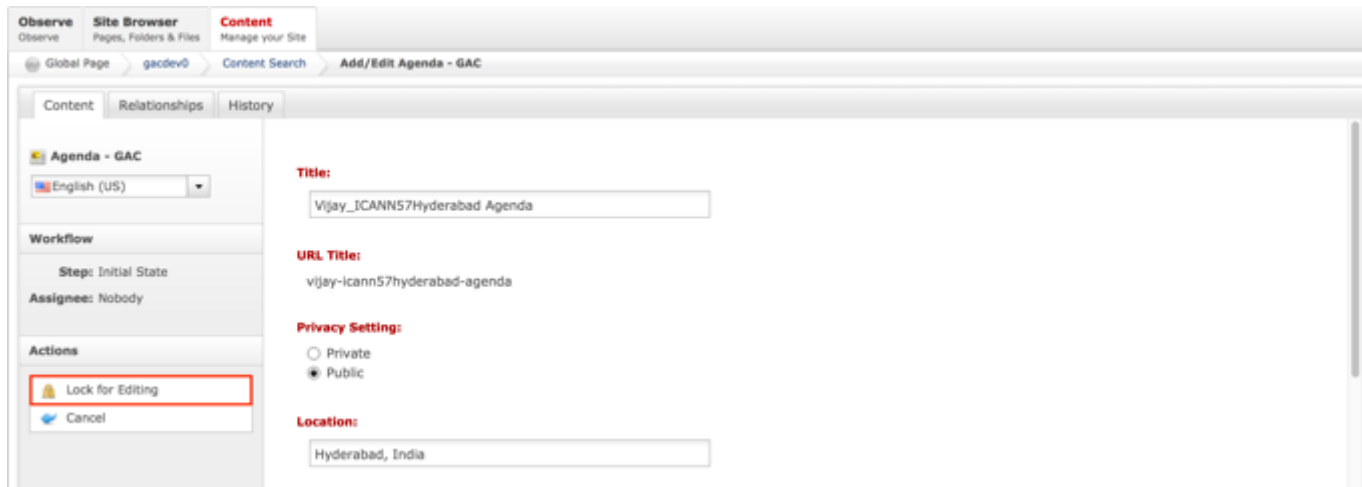 Observe Site Browser Content
Observe Pages, Folders & Files Manage your Site
Global Page gacdev0 Content Search Add/Edit Agenda - GAC
Content Relationships History
Agenda - GAC
English (US)
Workflow
Step: Initial State
Assignee: Nobody
Actions
Lock for Editing
Cancel
Title:
Vijay_ICANN57Hyderabad Agenda
URL Title:
vijay-icann57hyderabad-agenda
Privacy Setting:
Private
Public
Location:
Hyderabad, India